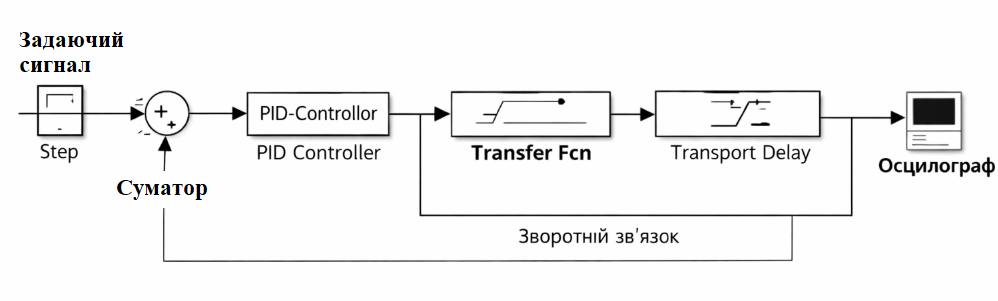 Задаючий
сигнал
PID-Controllor
Step
PID Controller
Transfer Fcn
Transport Delay
Осцилограф
Суматор
Зворотній зв'язок